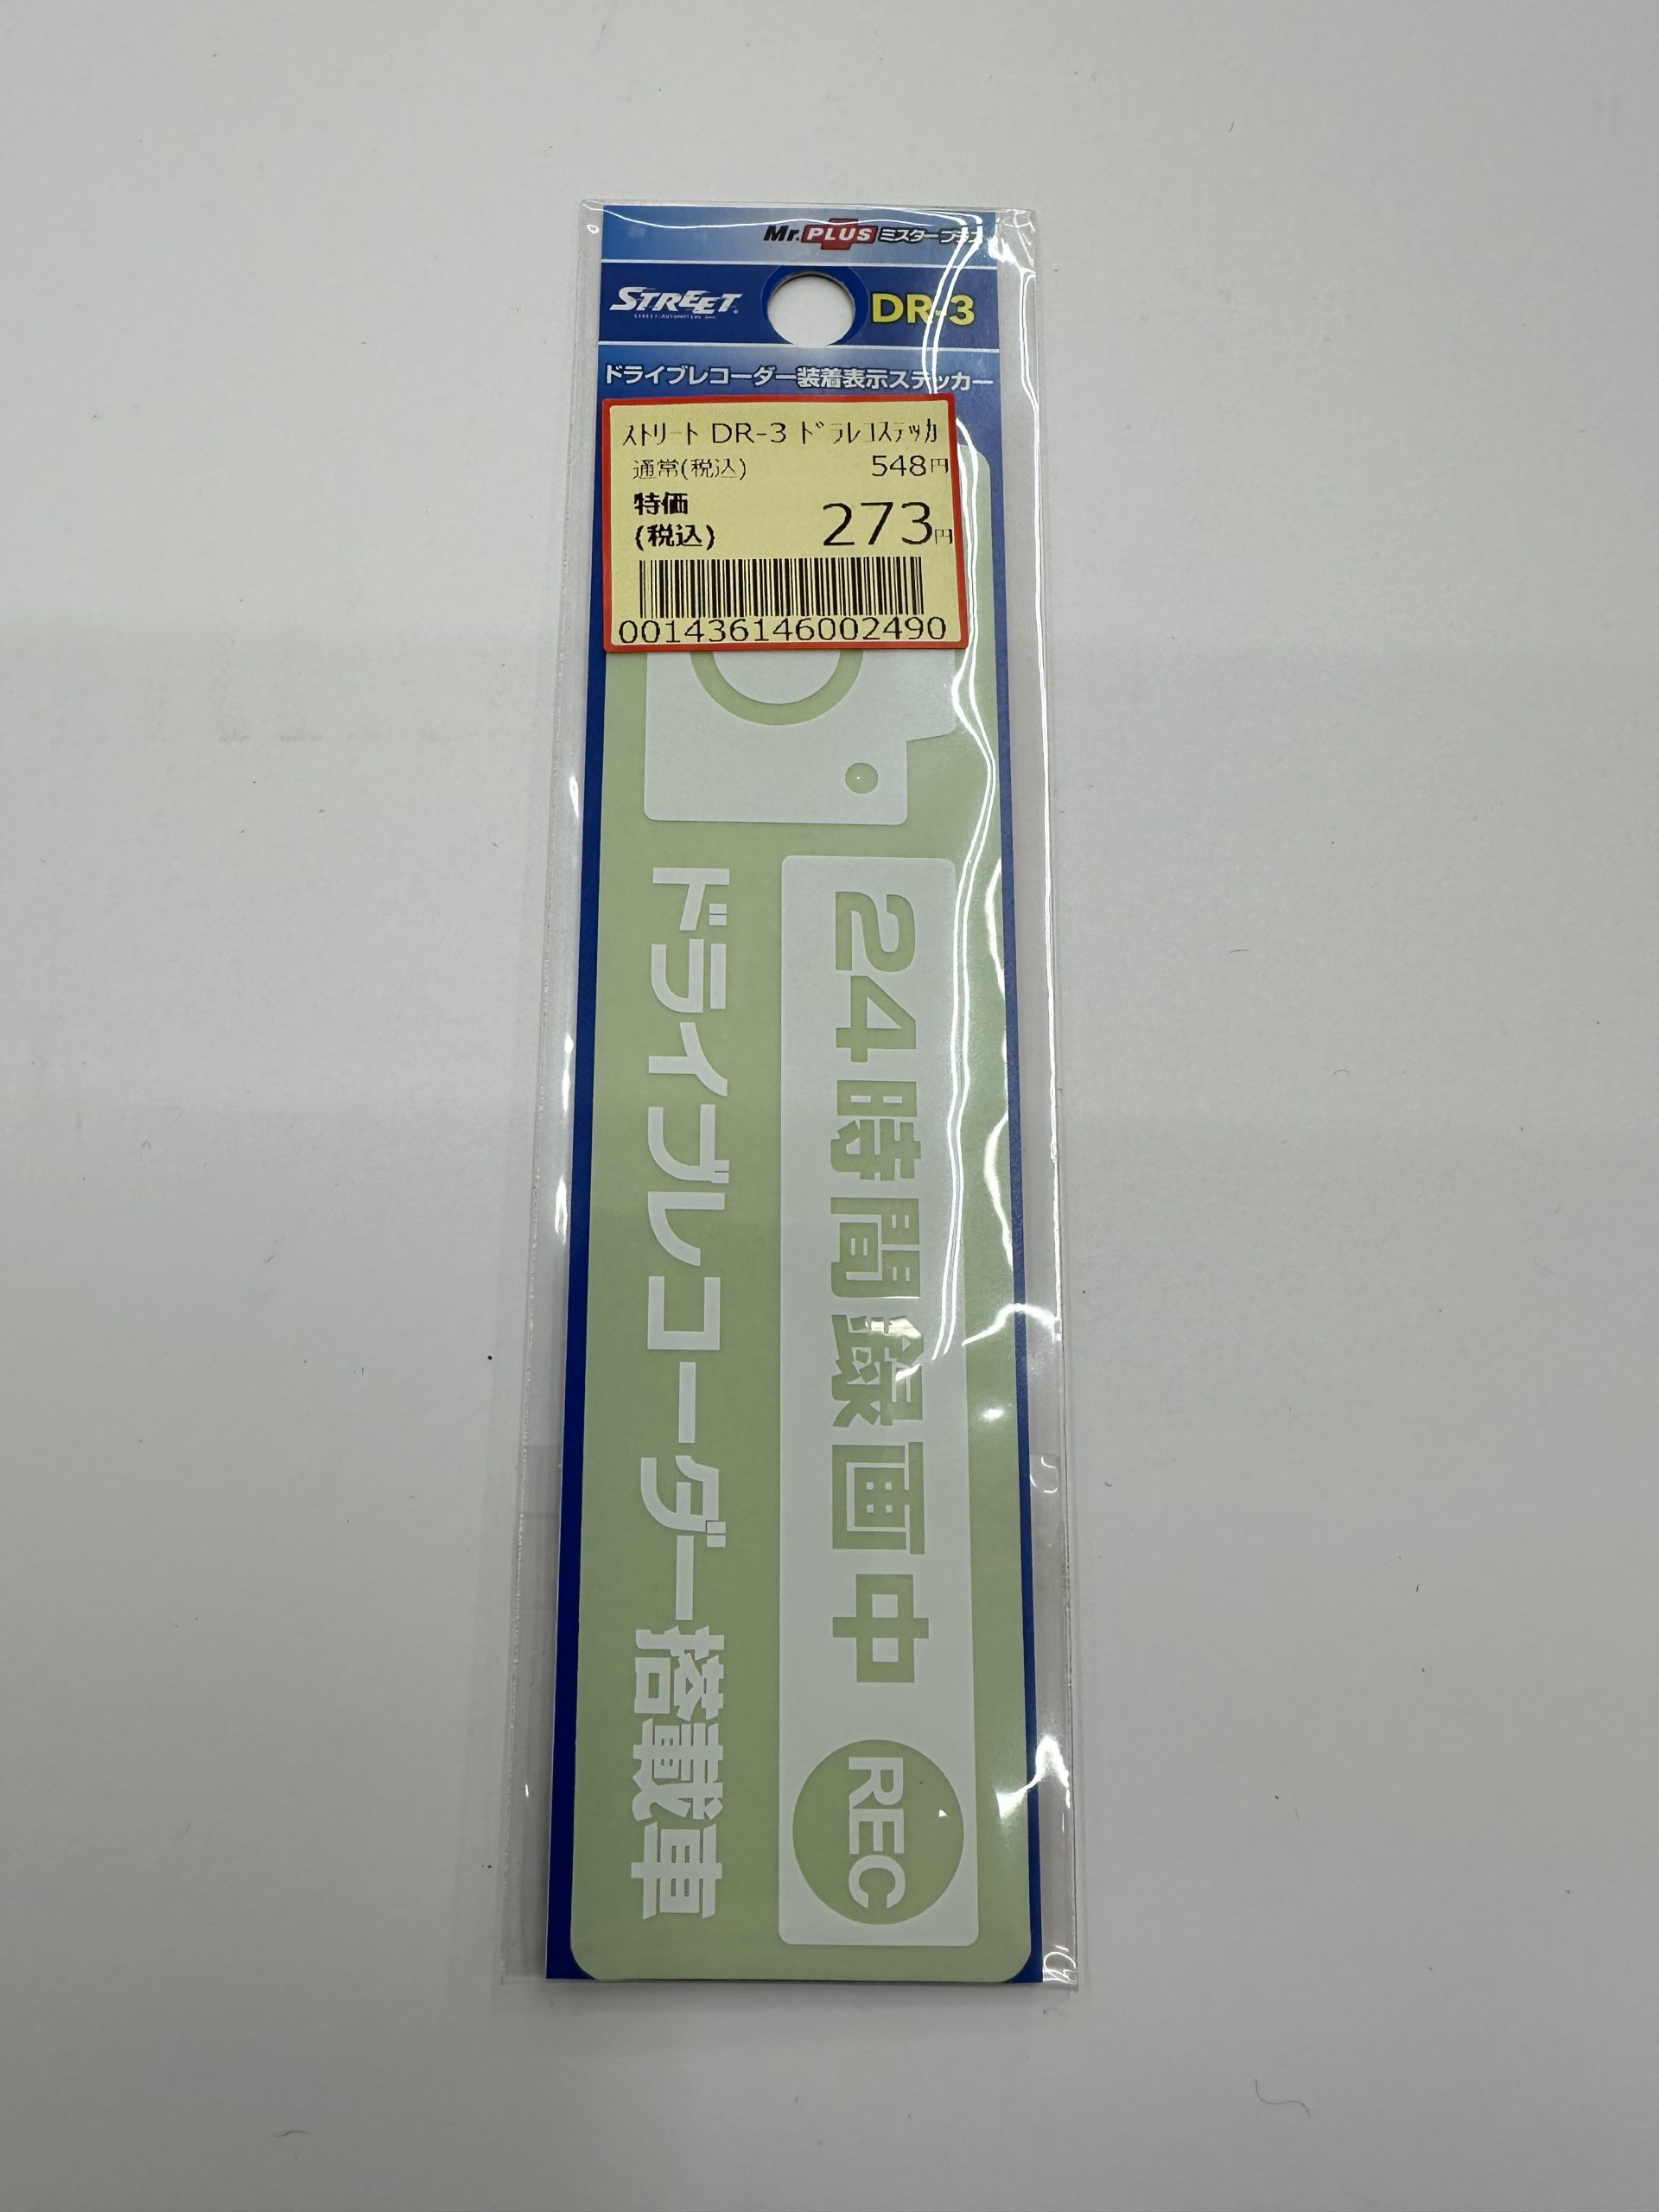 Mr.PLUS ミスタープラス
STREET
DR-3
ドライブレコーダー装着表示ステッカー
ｽﾄﾘｰﾄ DR-3 ﾄﾞﾗﾚｺｽﾃｯｶ
通常(税込) 548円
特価
(税込) 273円
001436146002490
24時間録画中 REC
ドライブレコーダー搭載車